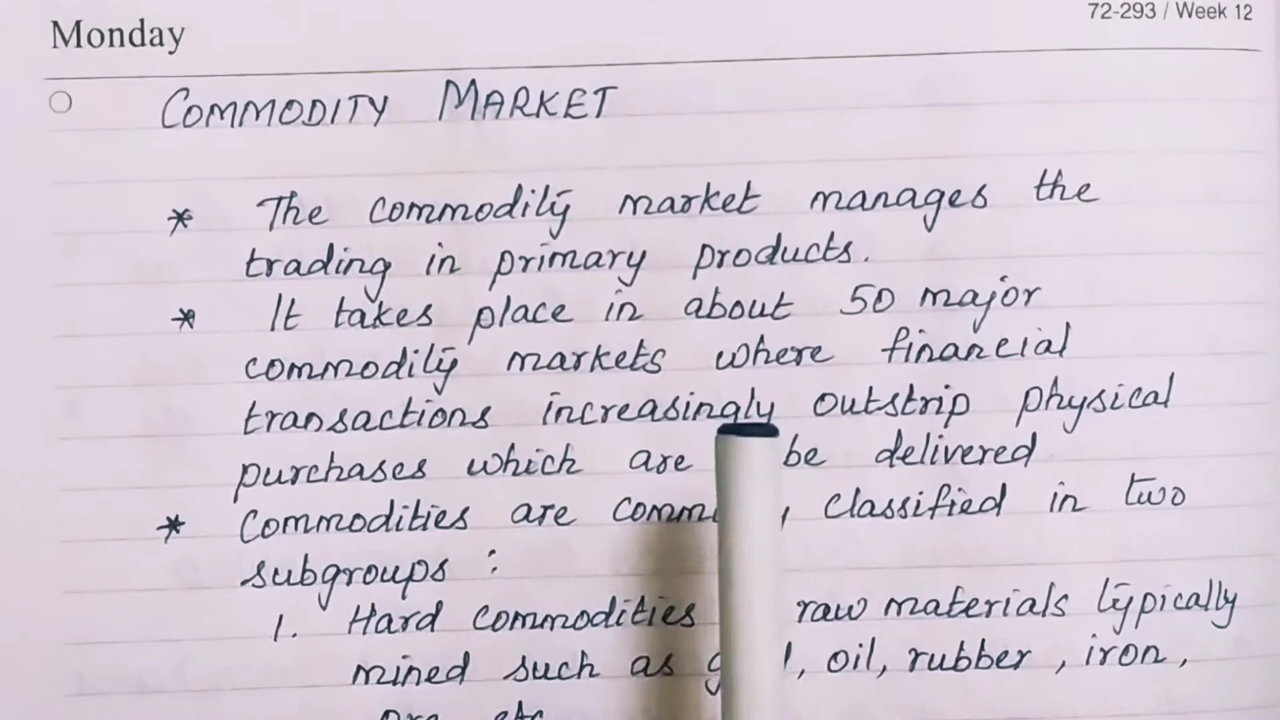 Monday
72-293 / Week 12
COMMODITY MARKET
* The commodity market manages the
trading in primary products.
* It takes place in about 50 major
commodity markets where financial
transactions increasingly outstrip physical
purchases which are be delivered
* Commodities are , classified in two
subgroups :
1. Hard commodities raw materials typically
mined such as , oil, rubber , iron,
ore etc